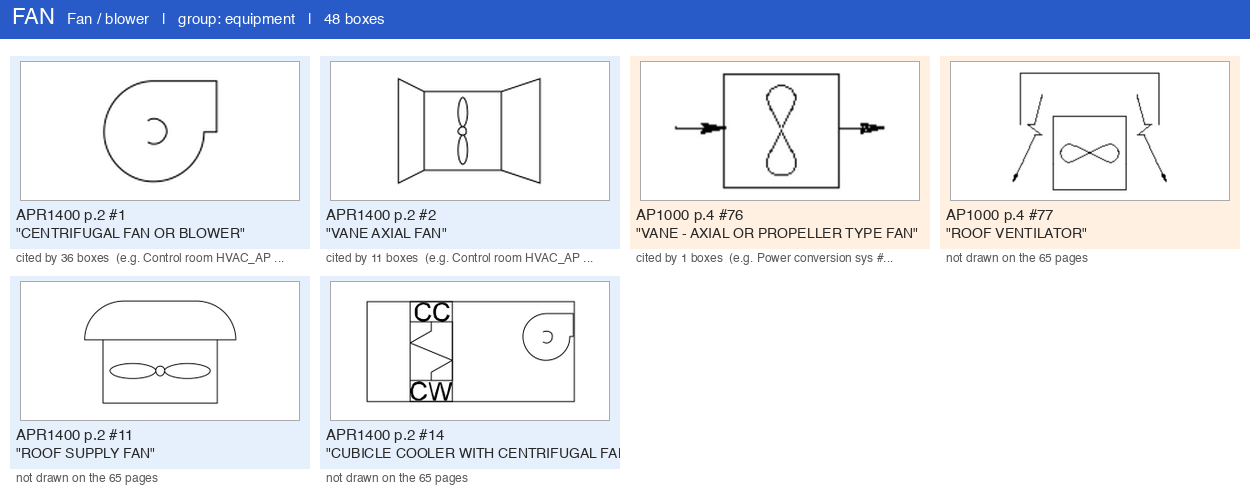 FAN Fan / blower I group: equipment I 48 boxes
APR1400 p.2 #1
"CENTRIFUGAL FAN OR BLOWER"
cited by 36 boxes (e.g. Control room HVAC_AP ...
APR1400 p.2 #2
"VANE AXIAL FAN"
cited by 11 boxes (e.g. Control room HVAC_AP ...
AP1000 p.4 #76
"VANE - AXIAL OR PROPELLER TYPE FAN"
cited by 1 boxes (e.g. Power conversion sys #...
AP1000 p.4 #77
"ROOF VENTILATOR"
not drawn on the 65 pages
APR1400 p.2 #11
"ROOF SUPPLY FAN"
not drawn on the 65 pages
CC
CW
APR1400 p.2 #14
"CUBICLE COOLER WITH CENTRIFUGAL FA
not drawn on the 65 pages